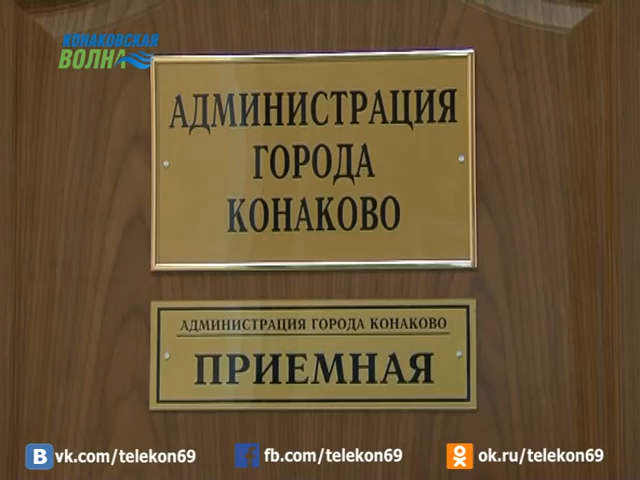 КОНАКОВСКАЯ
ВОЛНА
АДМИНИСТРАЦИЯ
ГОРОДА
КОНАКОВО
АДМИНИСТРАЦИЯ ГОРОДА КОНАКОВО
ПРИЕМНАЯ
В vk.com/telekon69 f fb.com/telekon69 ok.ru/telekon69